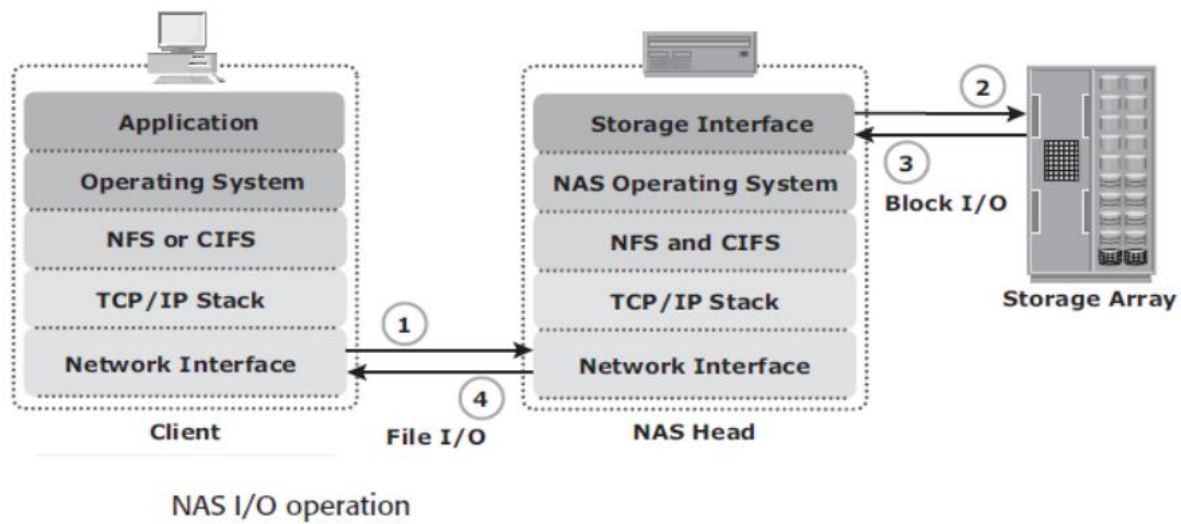 Application
Operating System
NFS or CIFS
TCP/IP Stack
Network Interface
Client
1
4
File I/O
Storage Interface
NAS Operating System
NFS and CIFS
TCP/IP Stack
Network Interface
NAS Head
2
3
Block I/O
Storage Array
NAS I/O operation